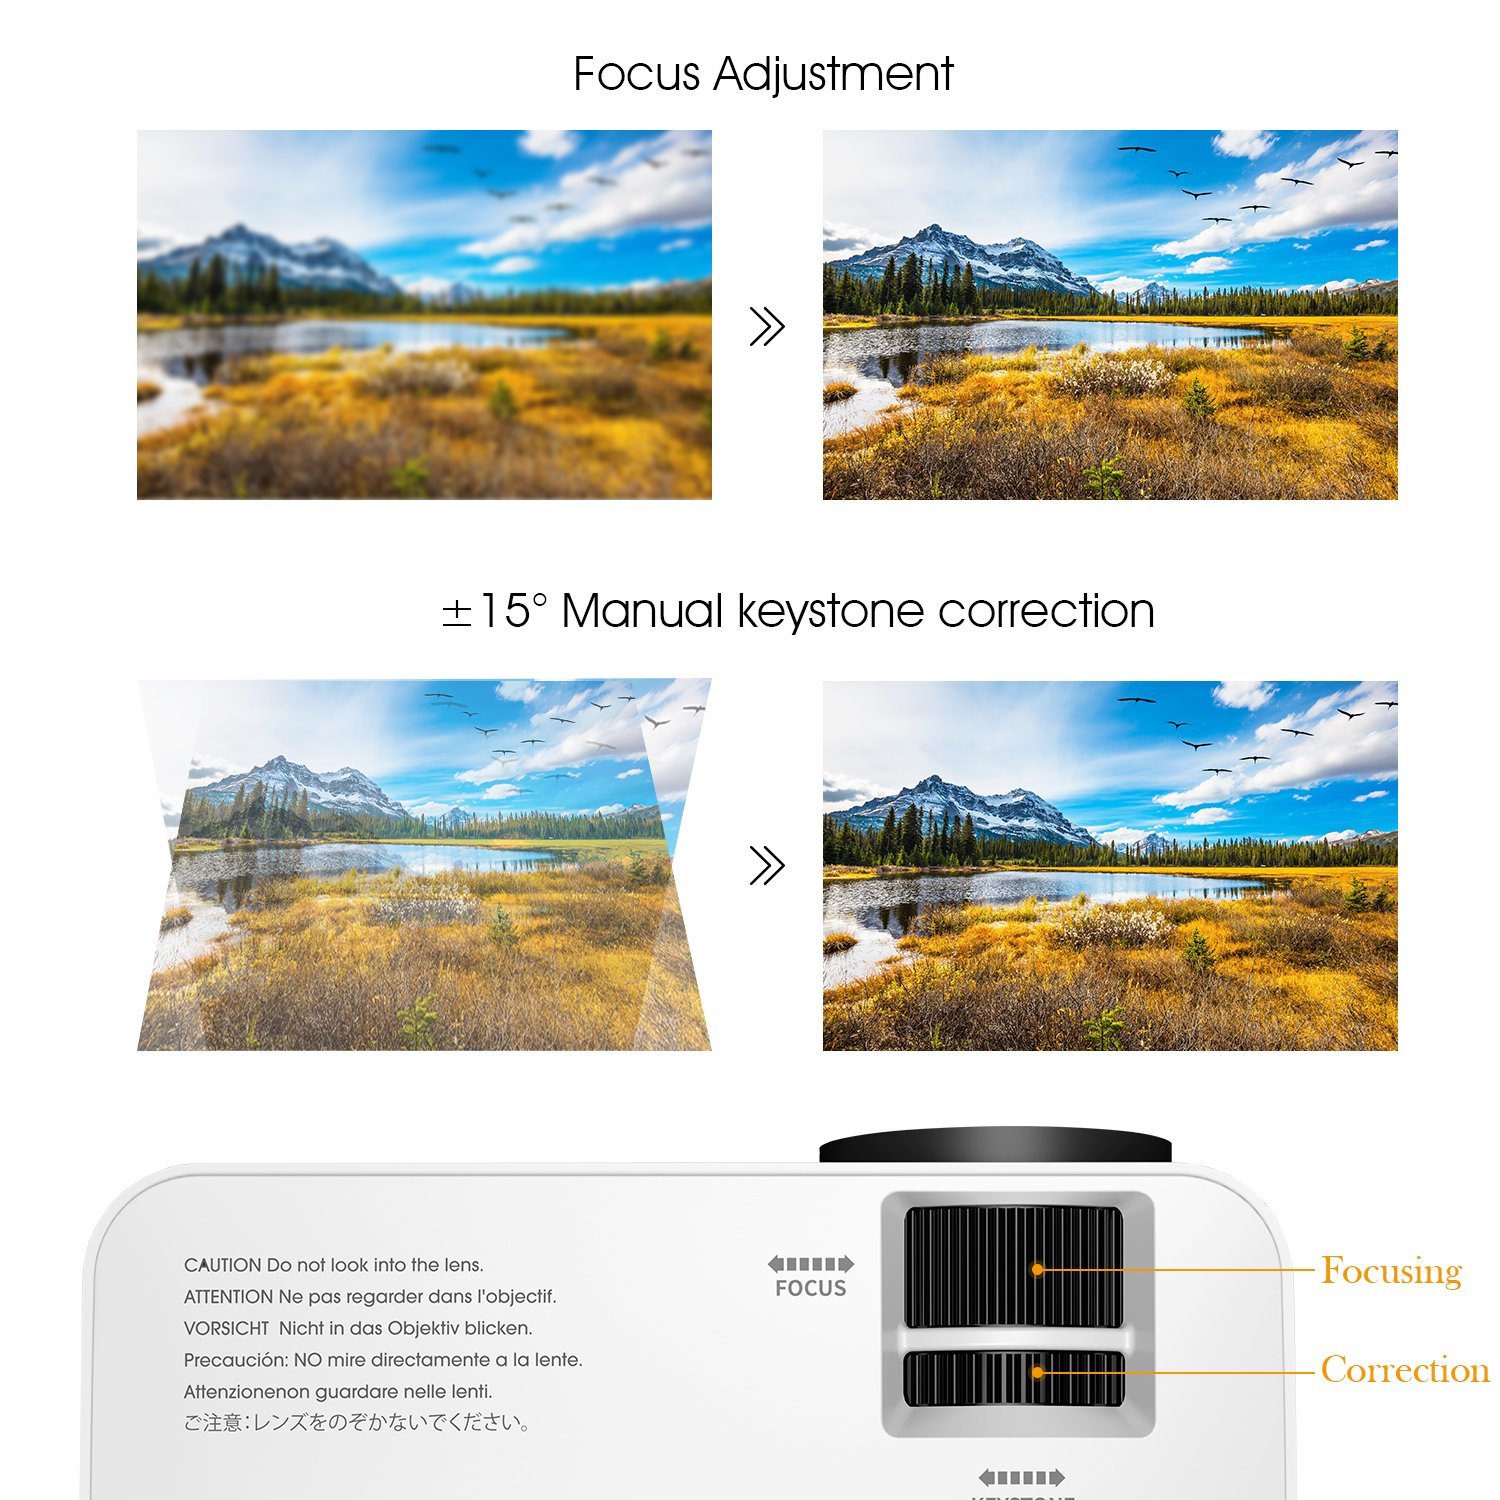 Focus Adjustment
±15° Manual keystone correction
CAUTION Do not look into the lens.
ATTENTION Ne pas regarder dans l'objectif.
VORSICHT Nicht in das Objektiv blicken.
Precaución: NO mire directamente a la lente.
Attenzionenon guardare nelle lenti.
ご注意：レンズをのぞかないでください。
FOCUS
Focusing
Correction
KEYSTONE